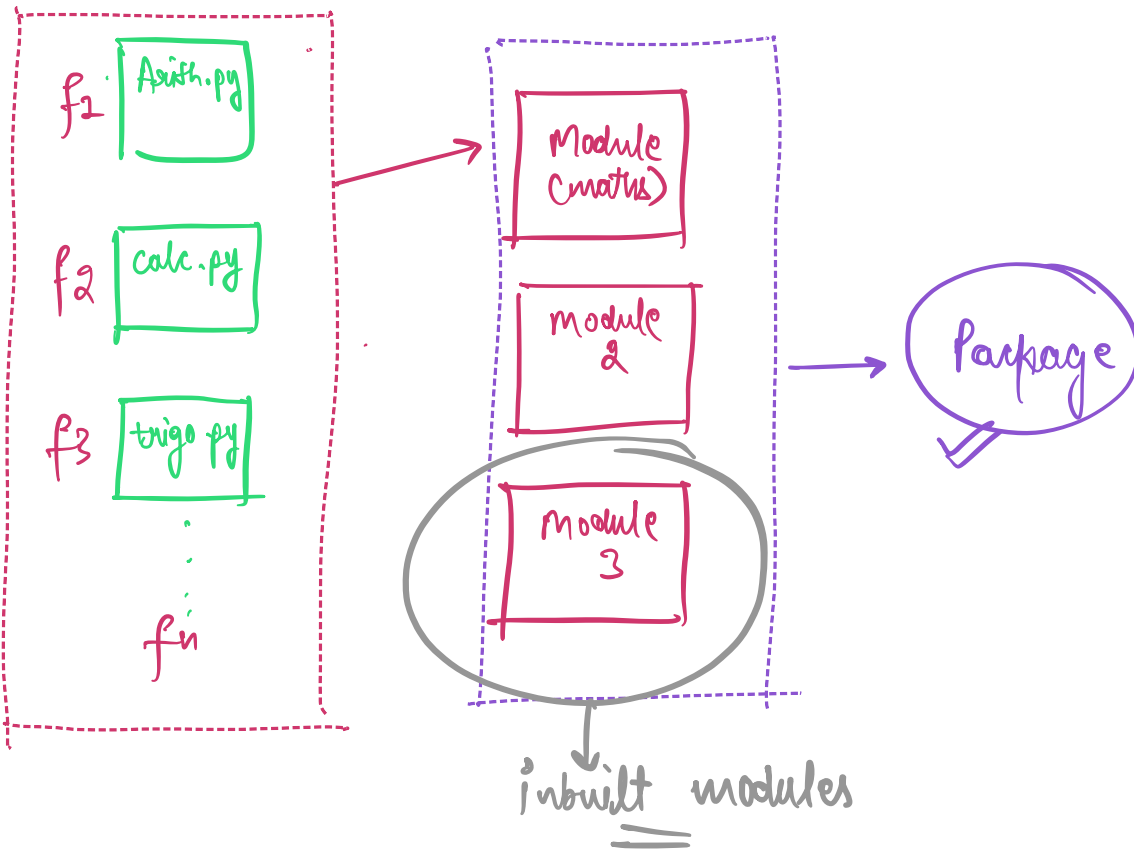 f1
Arith.py
f2
calc.py
f3
trigo.py
fn
Module
(maths)
module
2
module
3
Package
inbuilt modules